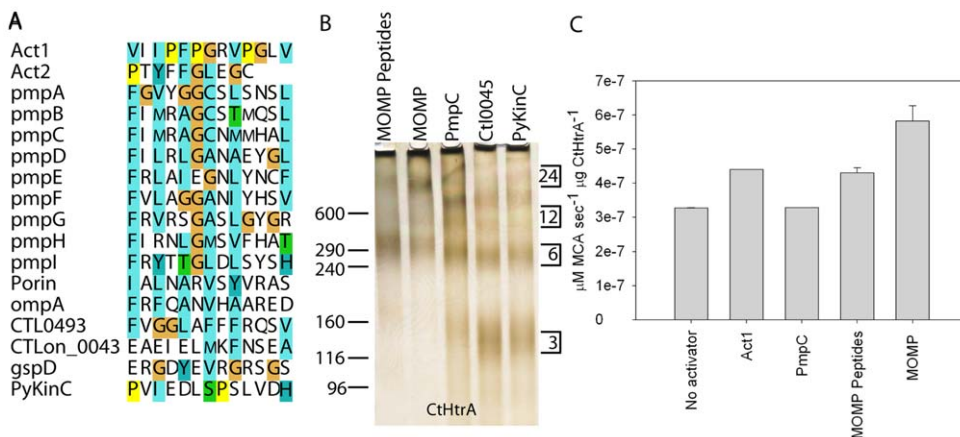 A
Act1 VIIPFPGRVPGLV
Act2 PTYFFGLEGC
pmpA FGVYGGCSLSNSL
pmpB FIMRAGCSTMQSL
pmpC FIMRAGCNMMHAL
pmpD FILRLGANAEYGL
pmpE FRLAIEGNLYNCF
pmpF FVLAGGANIYHSV
pmpG FRVRSGASLGYGR
pmpH FIRNLGMSVFHAT
pmpI FRYTTGLDLSYSH
Porin IALNARVSYVRAS
ompA FRFQANVHAARED
CTL0493 FVGGLAFFFRQSV
CTLon_0043 EAEIELMKFNSEA
gspD ERGDYEVRGRSGS
PyKinC PVIEDLSPSLVDH
B
MOMP Peptides
MOMP
PmpC
Ctl0045
PyKinC
600
290
240
160
116
96
24
12
6
3
CtHtrA
C
μM MCA sec-1 μg CtHtrA-1
7e-7
6e-7
5e-7
4e-7
3e-7
2e-7
1e-7
0
No activator
Act1
PmpC
MOMP Peptides
MOMP